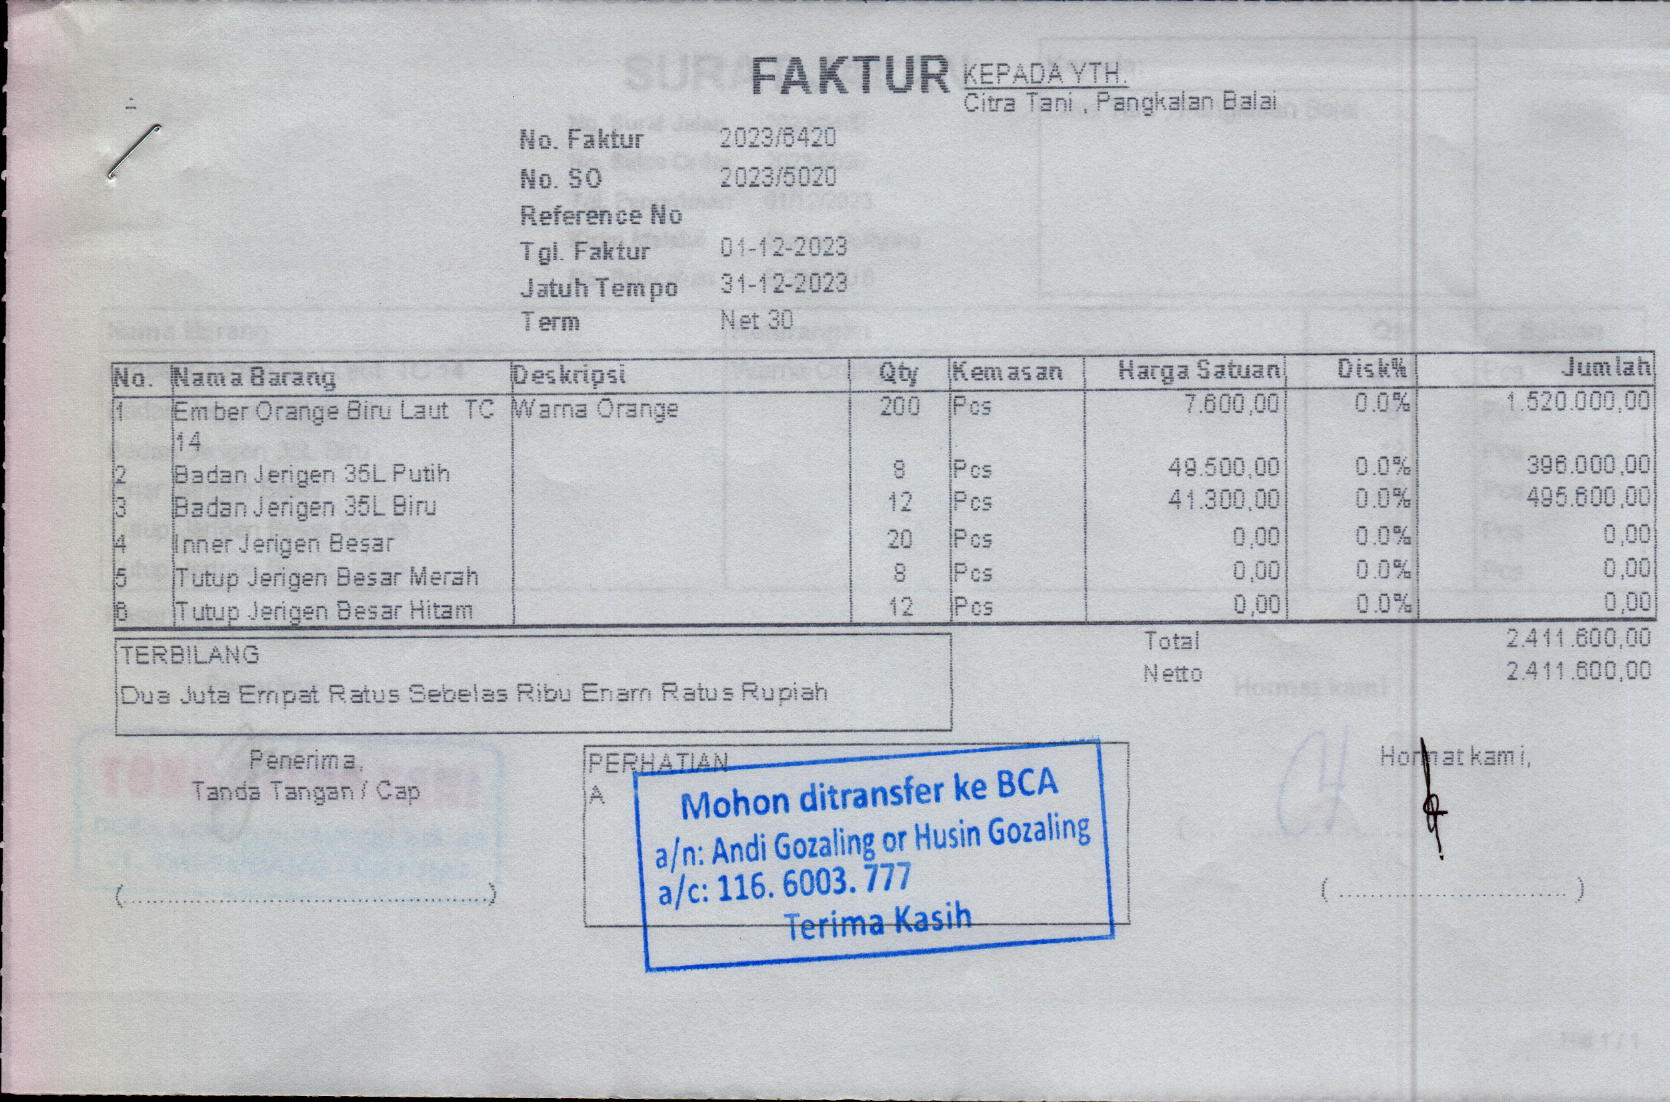 FAKTUR
KEPADA YTH.
Citra Tani , Pangkalan Balai
No. Faktur 2023/6420
No. SO 2023/5020
Reference No
Tgl. Faktur 01-12-2023
Jatuh Tempo 31-12-2023
Term Net 30
No. Nama Barang Deskripsi Qty Kemasan Harga Satuan Disk% Jumlah
1 Ember Orange Biru Laut TC Warna Orange 200 Pcs 7.600,00 0.0% 1.520.000,00
14
2 Badan Jerigen 35L Putih 8 Pcs 49.500,00 0.0% 396.000,00
3 Badan Jerigen 35L Biru 12 Pcs 41.300,00 0.0% 495.600,00
4 Inner Jerigen Besar 20 Pcs 0,00 0.0% 0,00
5 Tutup Jerigen Besar Merah 8 Pcs 0,00 0.0% 0,00
6 Tutup Jerigen Besar Hitam 12 Pcs 0,00 0.0% 0,00
Total 2.411.600,00
Netto 2.411.600,00
TERBILANG
Dua Juta Empat Ratus Sebelas Ribu Enam Ratus Rupiah
Penerima,
Tanda Tangan / Cap
(..........................................)
PERHATIAN
A
Mohon ditransfer ke BCA
a/n: Andi Gozaling or Husin Gozaling
a/c: 116. 6003. 777
Terima Kasih
Hormat kami,
( .......................... )